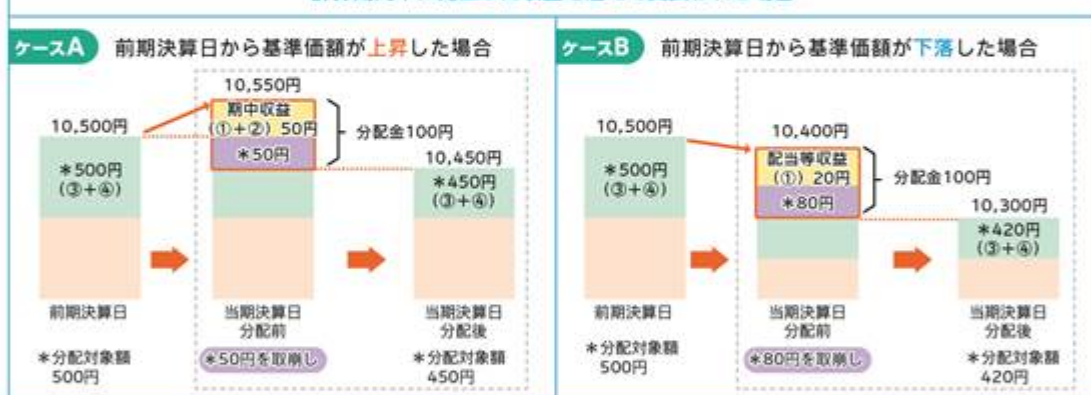 ケースA 前期決算日から基準価額が上昇した場合
10,500円
*500円
(③+④)
前期決算日
*分配対象額
500円
10,550円
期中収益
(①+②) 50円
*50円
分配金100円
当期決算日
分配前
*50円を取崩し
10,450円
*450円
(③+④)
当期決算日
分配後
*分配対象額
450円
ケースB 前期決算日から基準価額が下落した場合
10,500円
*500円
(③+④)
前期決算日
*分配対象額
500円
10,400円
配当等収益
(①) 20円
*80円
分配金100円
当期決算日
分配前
*80円を取崩し
10,300円
*420円
(③+④)
当期決算日
分配後
*分配対象額
420円